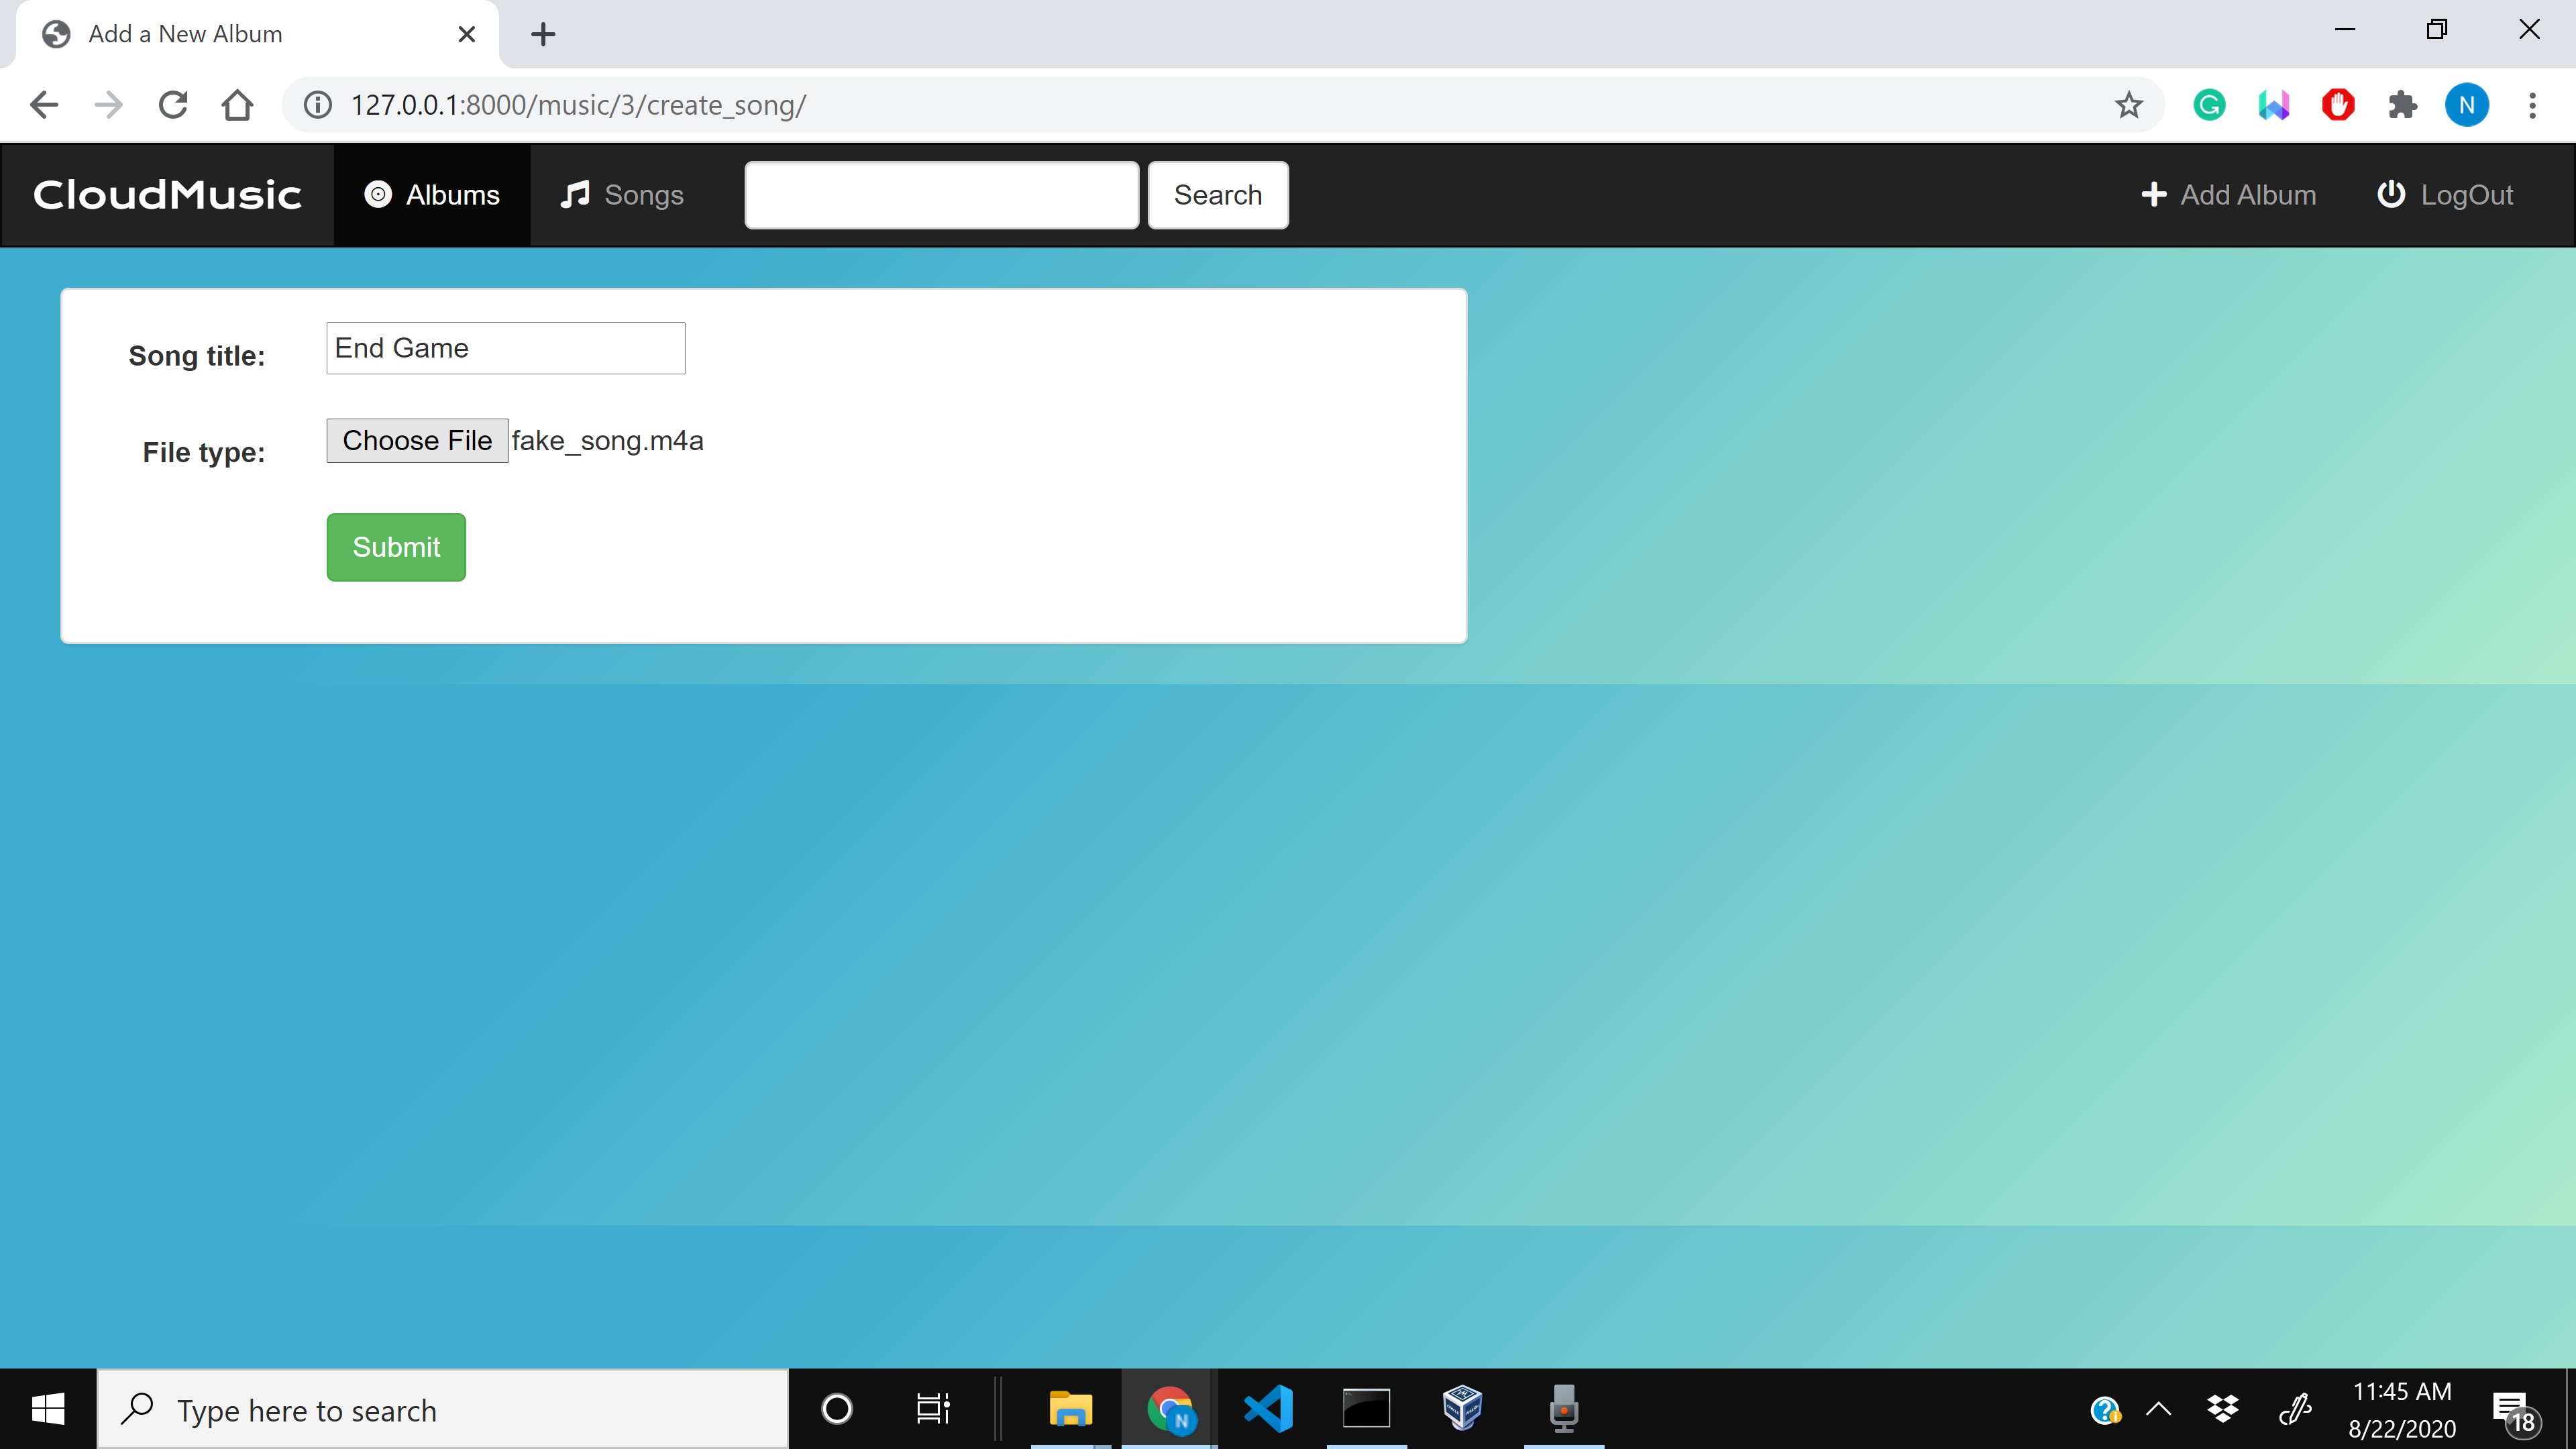 Add a New Album
127.0.0.1:8000/music/3/create_song/
N
CloudMusic Albums Songs Search Add Album LogOut
Song title: End Game
File type: Choose File fake_song.m4a
Submit
Type here to search
N
11:45 AM
8/22/2020
18